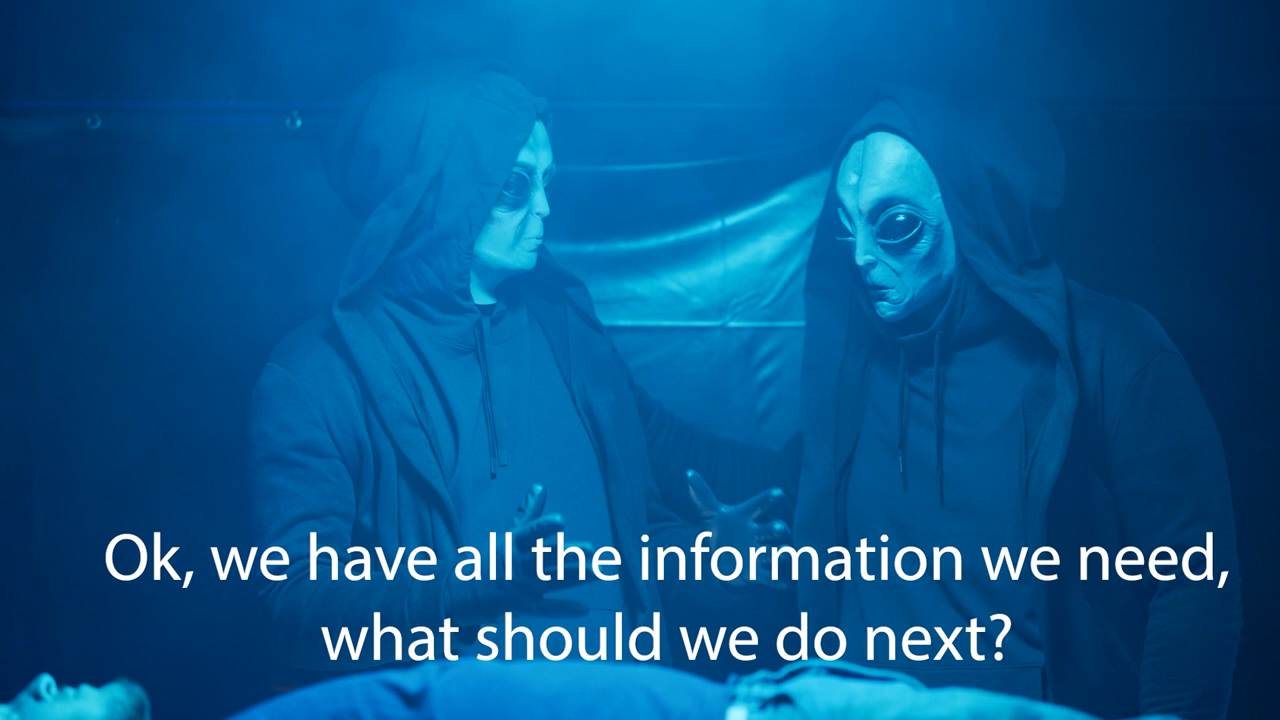 Ok, we have all the information we need,
what should we do next?